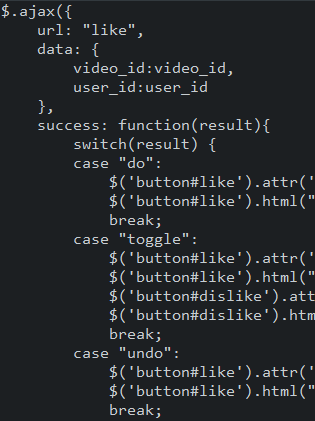 $.ajax({
    url: "like",
    data: {
        video_id:video_id,
        user_id:user_id
    },
    success: function(result){
        switch(result) {
        case "do":
            $('button#like').attr('
            $('button#like').html("
            break;
        case "toggle":
            $('button#like').attr('
            $('button#like').html("
            $('button#dislike').att
            $('button#dislike').htm
            break;
        case "undo":
            $('button#like').attr('
            $('button#like').html("
            break;